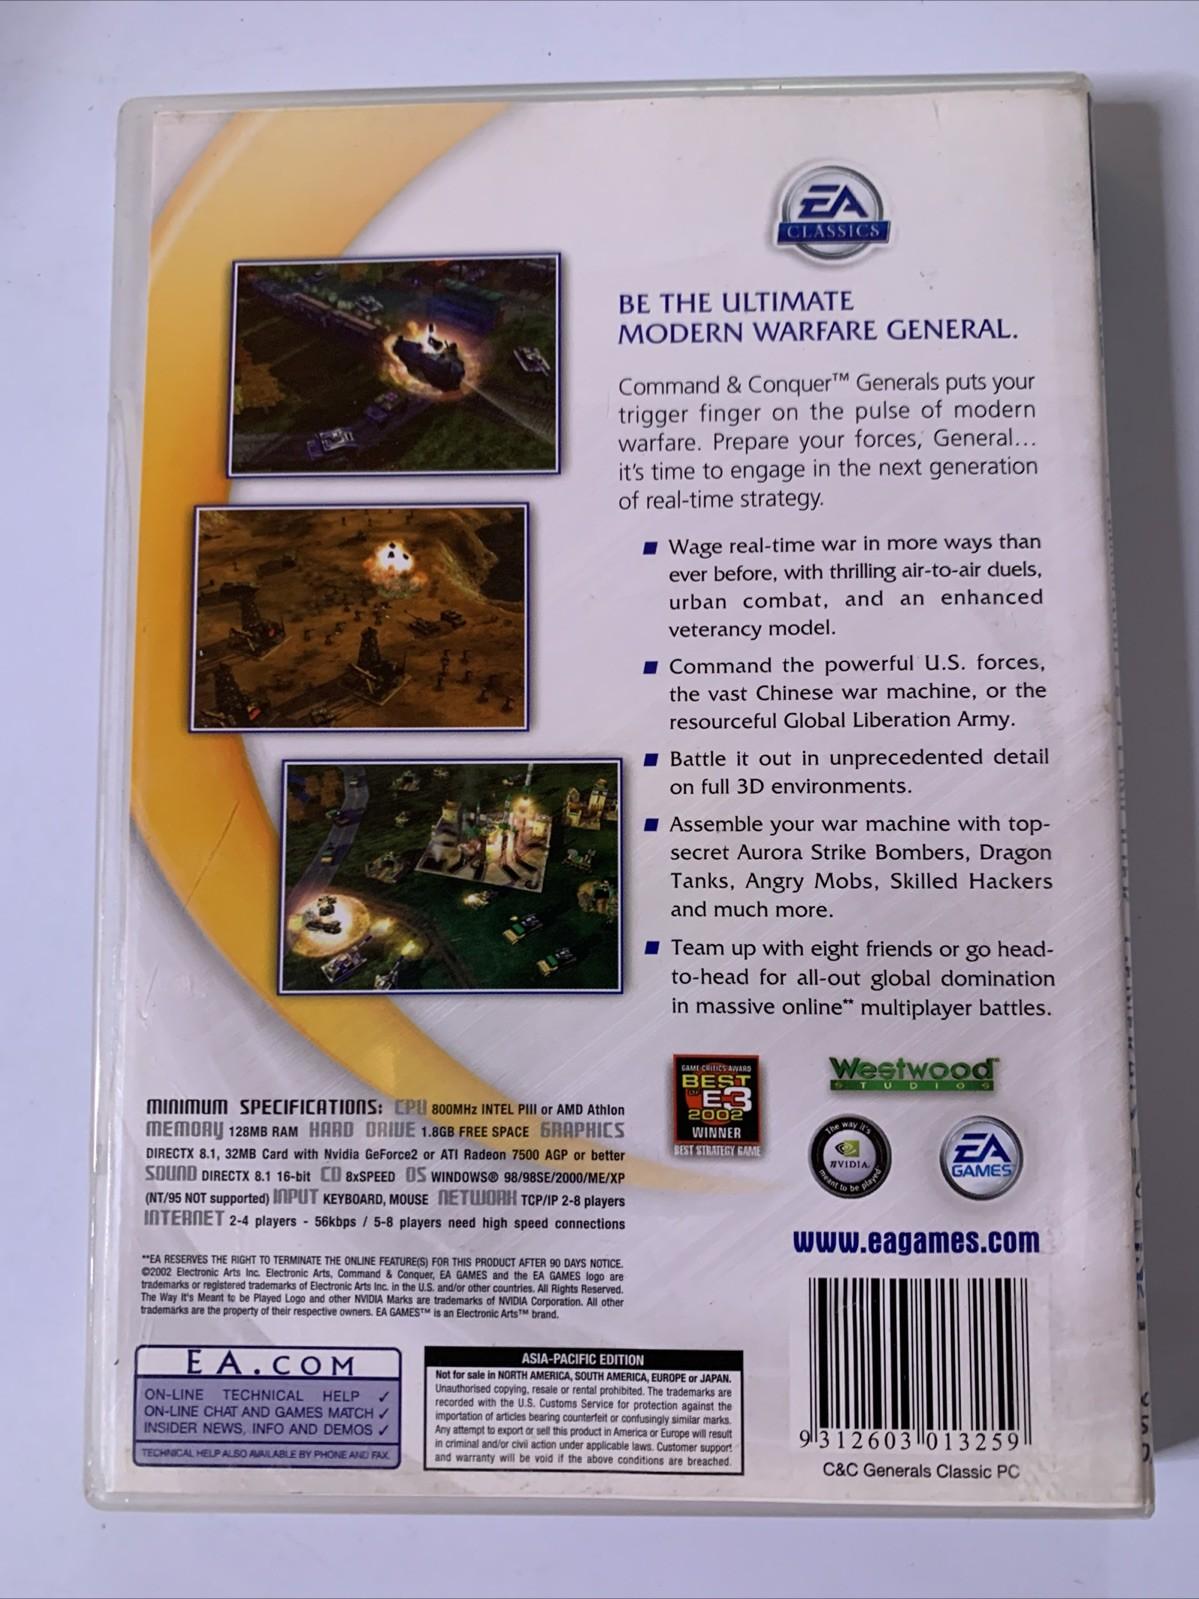 EA
CLASSICS
BE THE ULTIMATE
MODERN WARFARE GENERAL.
Command & Conquer™ Generals puts your
trigger finger on the pulse of modern
warfare. Prepare your forces, General...
it's time to engage in the next generation
of real-time strategy.
■ Wage real-time war in more ways than
ever before, with thrilling air-to-air duels,
urban combat, and an enhanced
veterancy model.
■ Command the powerful U.S. forces,
the vast Chinese war machine, or the
resourceful Global Liberation Army.
■ Battle it out in unprecedented detail
on full 3D environments.
■ Assemble your war machine with top-
secret Aurora Strike Bombers, Dragon
Tanks, Angry Mobs, Skilled Hackers
and much more.
■ Team up with eight friends or go head-
to-head for all-out global domination
in massive online** multiplayer battles.
GAME CRITICS AWARD
BEST
OF E3
2002
WINNER
BEST STRATEGY GAME
Westwood™
STUDIOS
The way it's
nVIDIA.
meant to be played
EA
GAMES™
www.eagames.com
MINIMUM SPECIFICATIONS: CPU 800MHz INTEL PIII or AMD Athlon
MEMORY 128MB RAM HARD DRIVE 1.8GB FREE SPACE GRAPHICS
DIRECTX 8.1, 32MB Card with Nvidia GeForce2 or ATI Radeon 7500 AGP or better
SOUND DIRECTX 8.1 16-bit CD 8xSPEED OS WINDOWS® 98/98SE/2000/ME/XP
(NT/95 NOT supported) INPUT KEYBOARD, MOUSE NETWORK TCP/IP 2-8 players
INTERNET 2-4 players - 56kbps / 5-8 players need high speed connections
**EA RESERVES THE RIGHT TO TERMINATE THE ONLINE FEATURE(S) FOR THIS PRODUCT AFTER 90 DAYS NOTICE.
©2002 Electronic Arts Inc. Electronic Arts, Command & Conquer, EA GAMES and the EA GAMES logo are
trademarks or registered trademarks of Electronic Arts Inc. in the U.S. and/or other countries. All Rights Reserved.
The Way It's Meant to be Played Logo and other NVIDIA Marks are trademarks of NVIDIA Corporation. All other
trademarks are the property of their respective owners. EA GAMES™ is an Electronic Arts™ brand.
EA.COM
ON-LINE TECHNICAL HELP ✓
ON-LINE CHAT AND GAMES MATCH ✓
INSIDER NEWS, INFO AND DEMOS ✓
TECHNICAL HELP ALSO AVAILABLE BY PHONE AND FAX.
ASIA-PACIFIC EDITION
Not for sale in NORTH AMERICA, SOUTH AMERICA, EUROPE or JAPAN.
Unauthorised copying, resale or rental prohibited. The trademarks are
recorded with the U.S. Customs Service for protection against the
importation of articles bearing counterfeit or confusingly similar marks.
Any attempt to export or sell this product in America or Europe will result
in criminal and/or civil action under applicable laws. Customer support
and warranty will be void if the above conditions are breached.
9 312603 013259
C&C Generals Classic PC